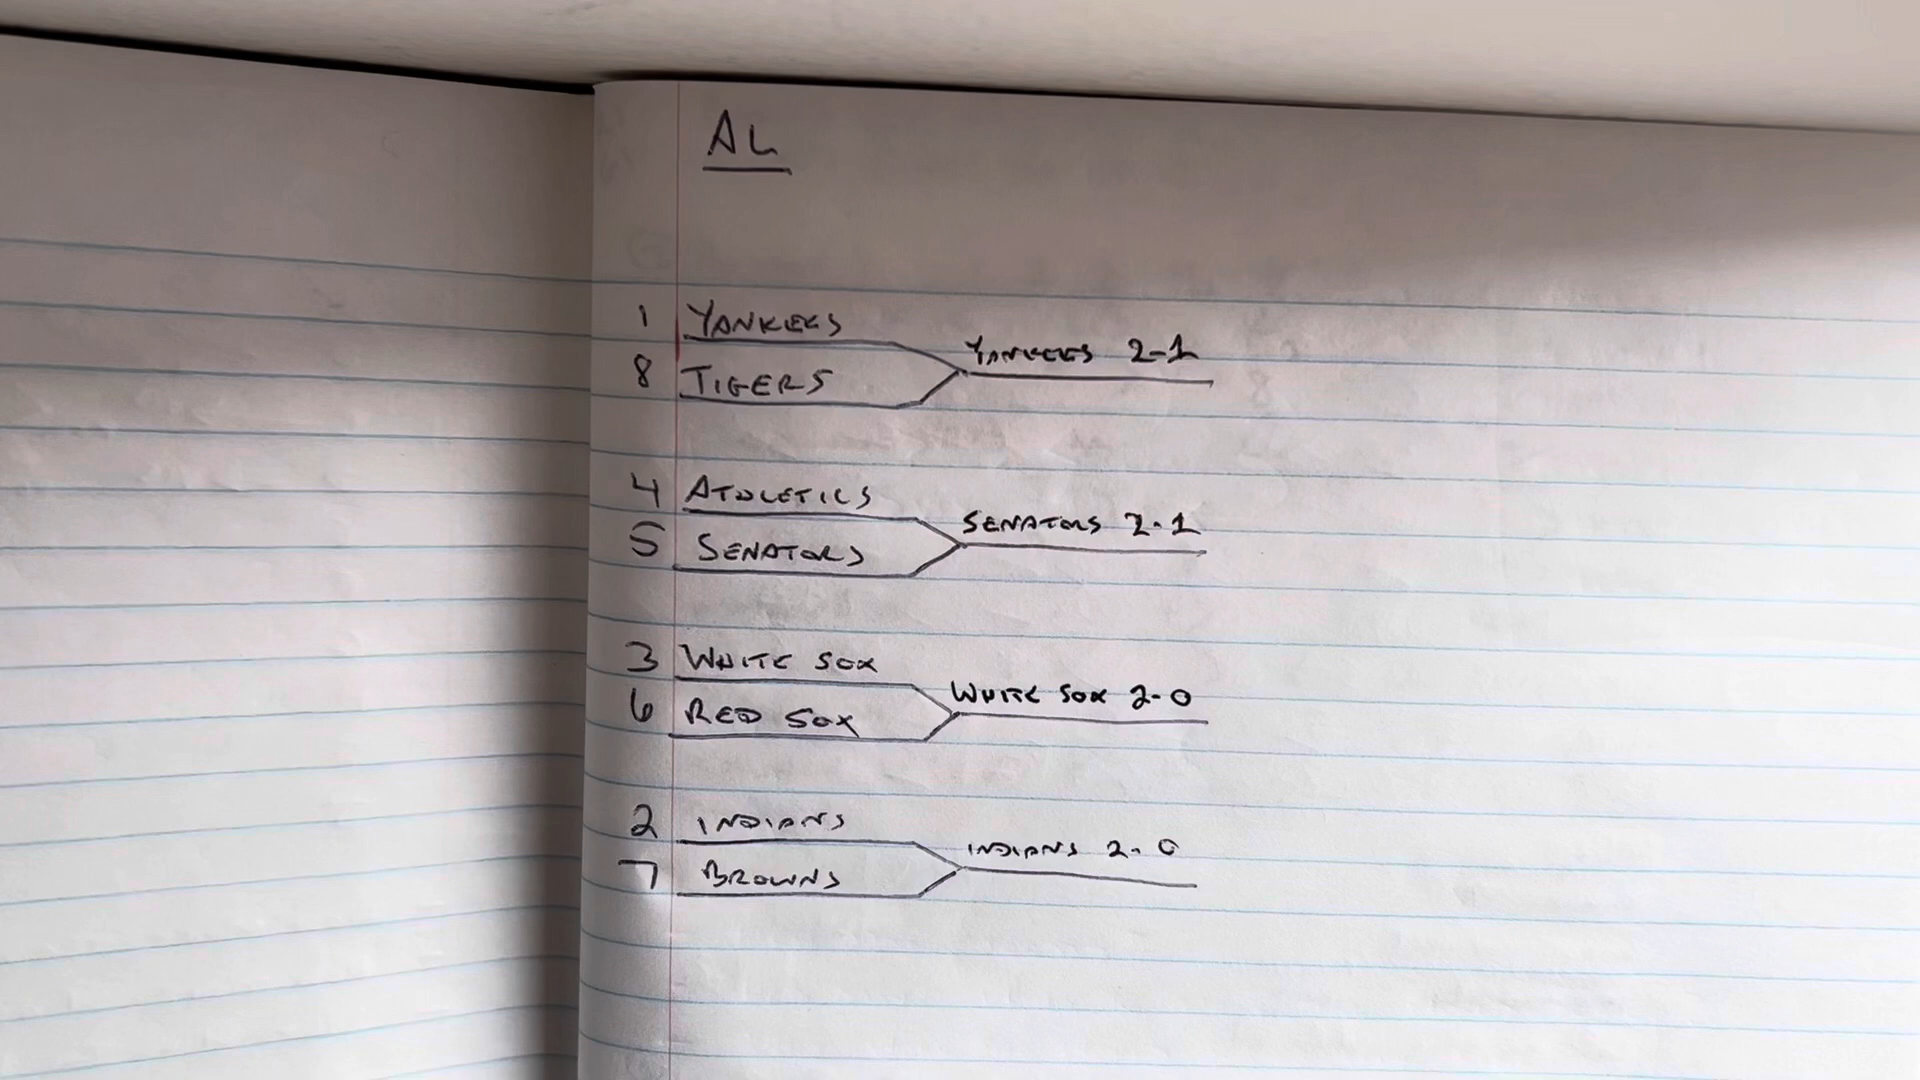 AL
1 YANKEES
YANKEES 2-1
8 TIGERS
4 ATHLETICS
SENATORS 2-1
5 SENATORS
3 WHITE SOX
WHITE SOX 2-0
6 RED SOX
2 INDIANS
INDIANS 2-0
7 BROWNS